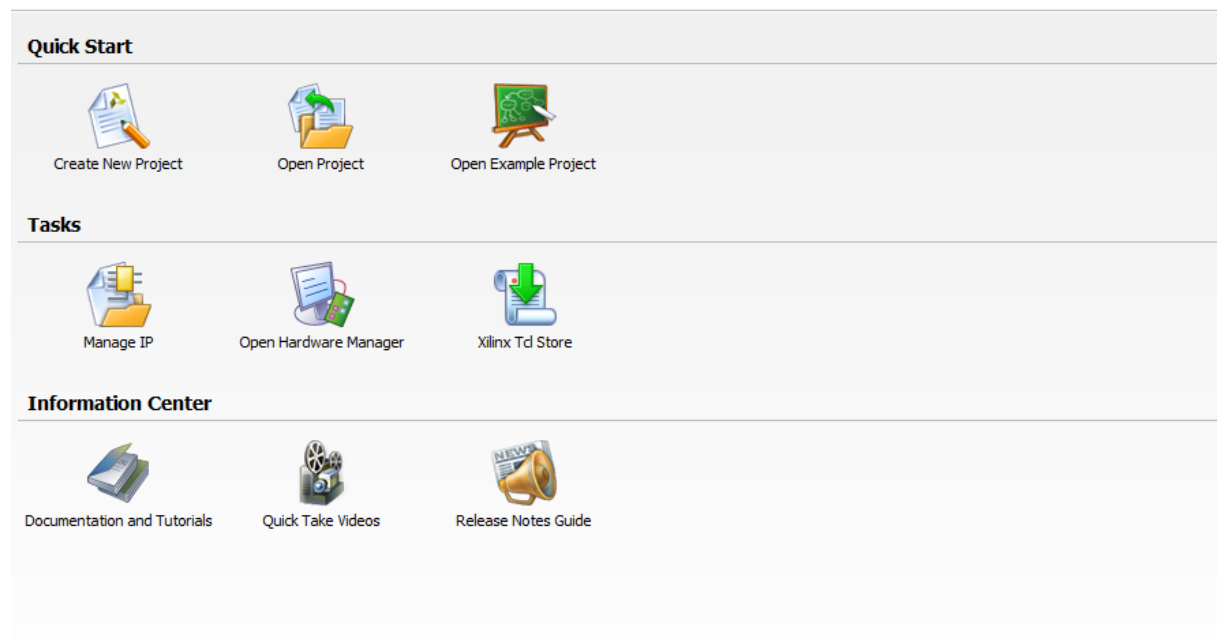 Quick Start
Create New Project
Open Project
Open Example Project
Tasks
Manage IP
Open Hardware Manager
Xilinx Tcl Store
Information Center
NEWS
Documentation and Tutorials
Quick Take Videos
Release Notes Guide